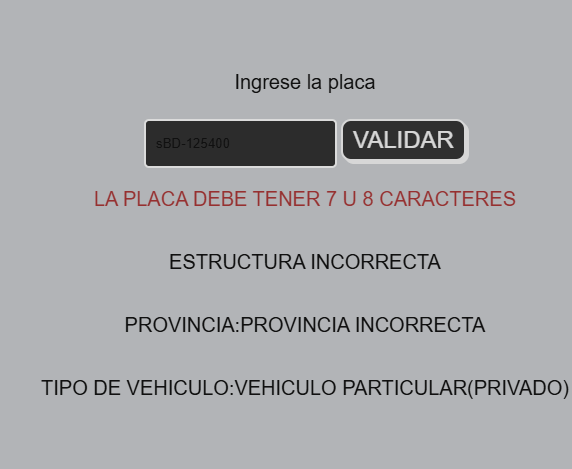 Ingrese la placa
sBD-125400 VALIDAR
LA PLACA DEBE TENER 7 U 8 CARACTERES
ESTRUCTURA INCORRECTA
PROVINCIA:PROVINCIA INCORRECTA
TIPO DE VEHICULO:VEHICULO PARTICULAR(PRIVADO)